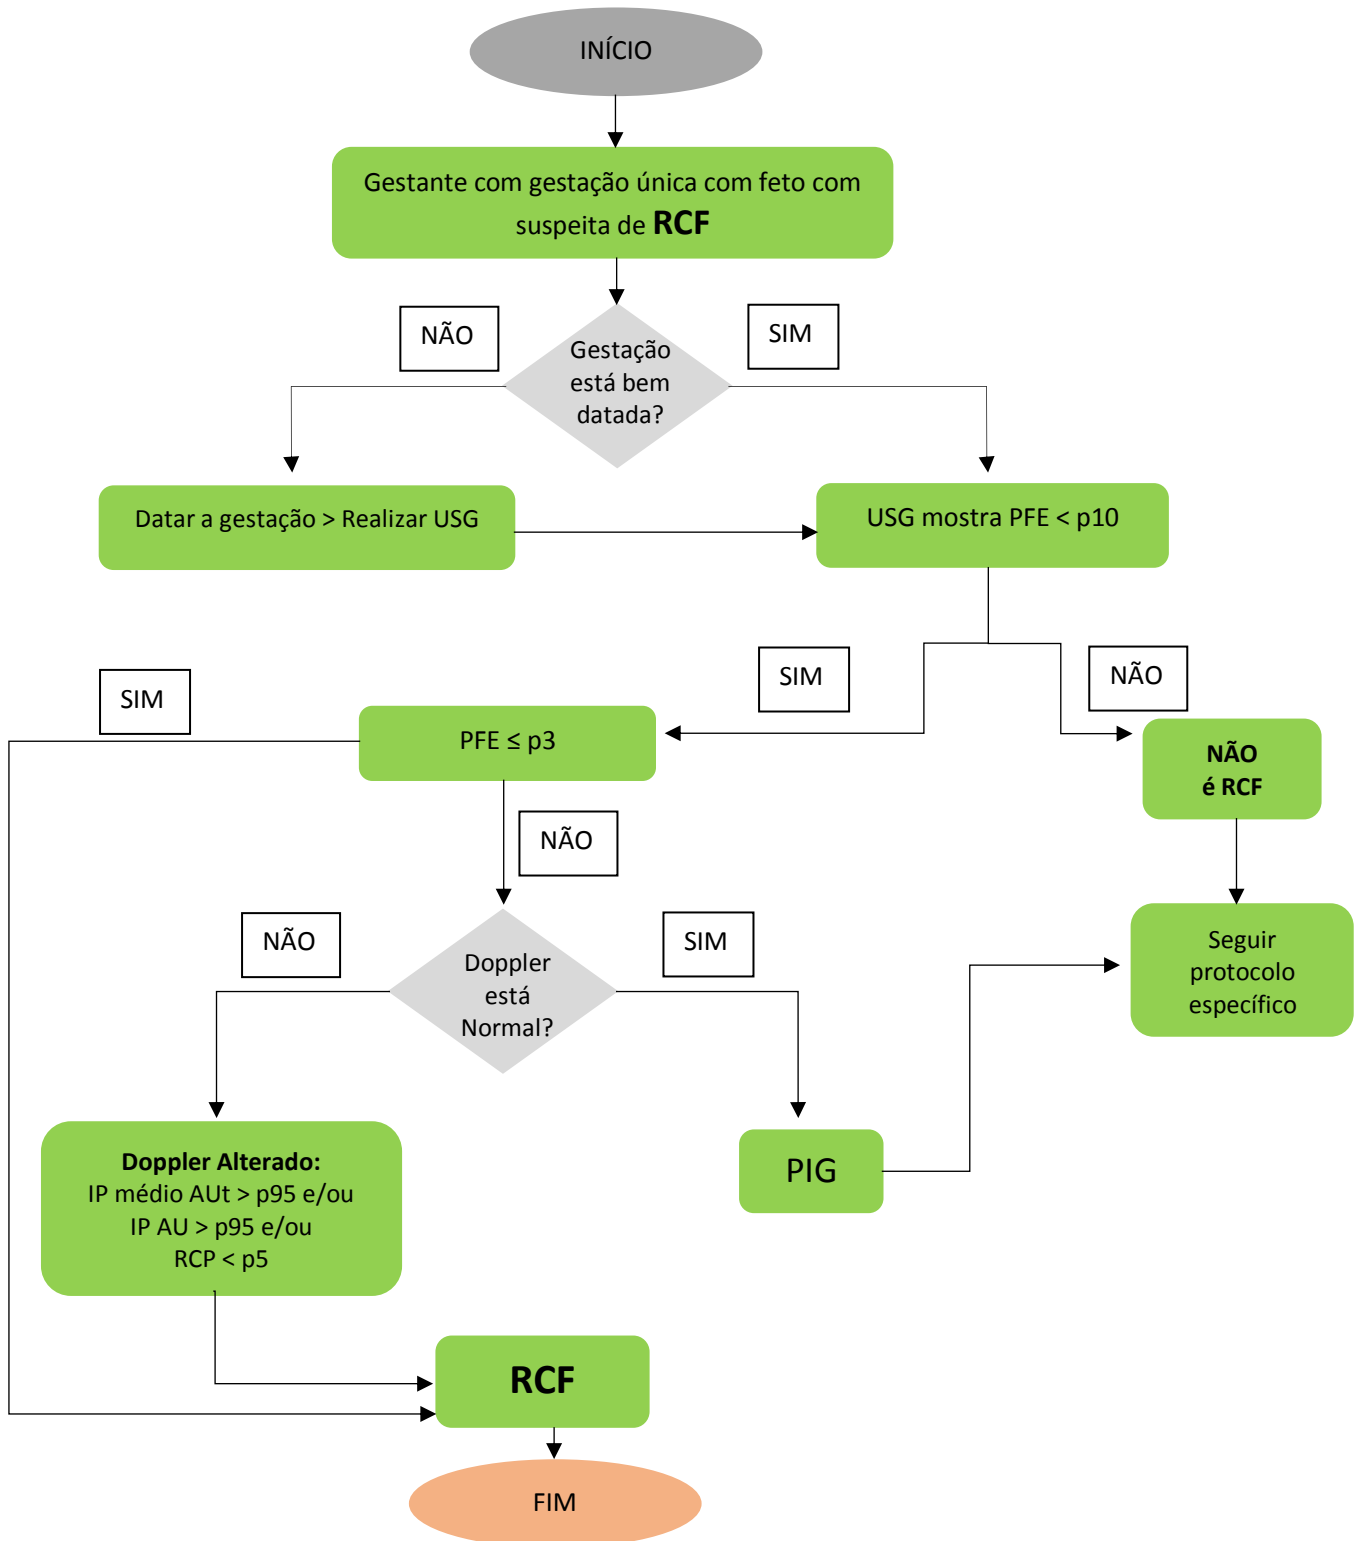 INÍCIO
Gestante com gestação única com feto com
suspeita de RCF
NÃO
SIM
Gestação
está bem
datada?
Datar a gestação > Realizar USG
USG mostra PFE < p10
SIM
SIM
NÃO
PFE ≤ p3
NÃO
é RCF
NÃO
NÃO
SIM
Doppler
está
Normal?
Seguir
protocolo
específico
Doppler Alterado:
IP médio AUt > p95 e/ou
IP AU > p95 e/ou
RCP < p5
PIG
RCF
FIM